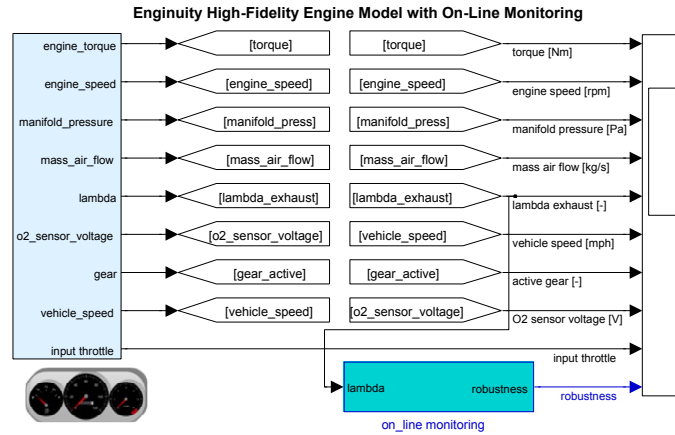 Enginuity High-Fidelity Engine Model with On-Line Monitoring
engine_torque
[torque]
[torque]
torque [Nm]
engine_speed
[engine_speed]
[engine_speed]
engine speed [rpm]
manifold_pressure
[manifold_press]
[manifold_press]
manifold pressure [Pa]
mass_air_flow
[mass_air_flow]
[mass_air_flow]
mass air flow [kg/s]
lambda
[lambda_exhaust]
[lambda_exhaust]
lambda exhaust [-]
o2_sensor_voltage
[o2_sensor_voltage]
[vehicle_speed]
vehicle speed [mph]
gear
[gear_active]
[gear_active]
active gear [-]
vehicle_speed
[vehicle_speed]
[o2_sensor_voltage]
O2 sensor voltage [V]
input throttle
input throttle
lambda
robustness
robustness
on_line monitoring